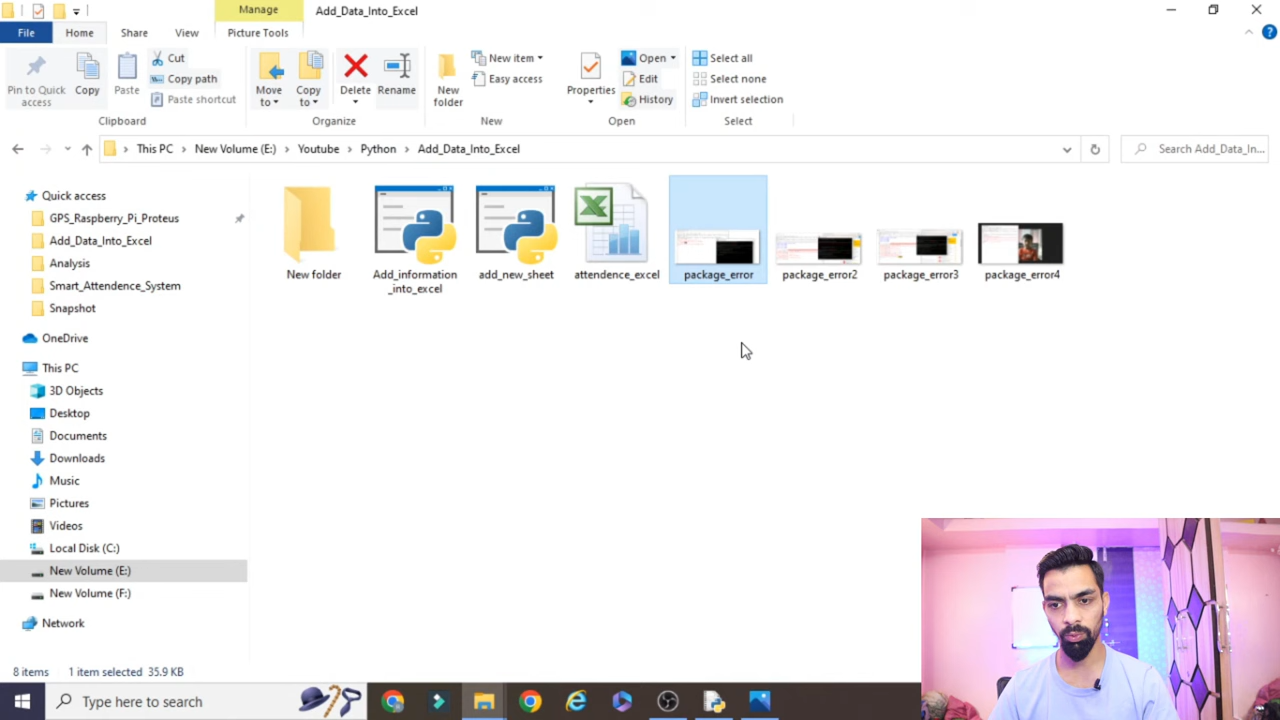 Manage
Add_Data_Into_Excel
File
Home
Share
View
Picture Tools
Pin to Quick
access
Copy
Paste
Cut
Copy path
Paste shortcut
Clipboard
Move
to
Copy
to
Delete
Rename
Organize
New
folder
New item
Easy access
New
Properties
Open
Edit
History
Open
Select all
Select none
Invert selection
Select
This PC
New Volume (E:)
Youtube
Python
Add_Data_Into_Excel
Search Add_Data_In...
Quick access
GPS_Raspberry_Pi_Proteus
Add_Data_Into_Excel
Analysis
Smart_Attendence_System
Snapshot
OneDrive
This PC
3D Objects
Desktop
Documents
Downloads
Music
Pictures
Videos
Local Disk (C:)
New Volume (E:)
New Volume (F:)
Network
New folder
Add_information
_into_excel
add_new_sheet
attendence_excel
package_error
package_error2
package_error3
package_error4
8 items
1 item selected 35.9 KB
Type here to search